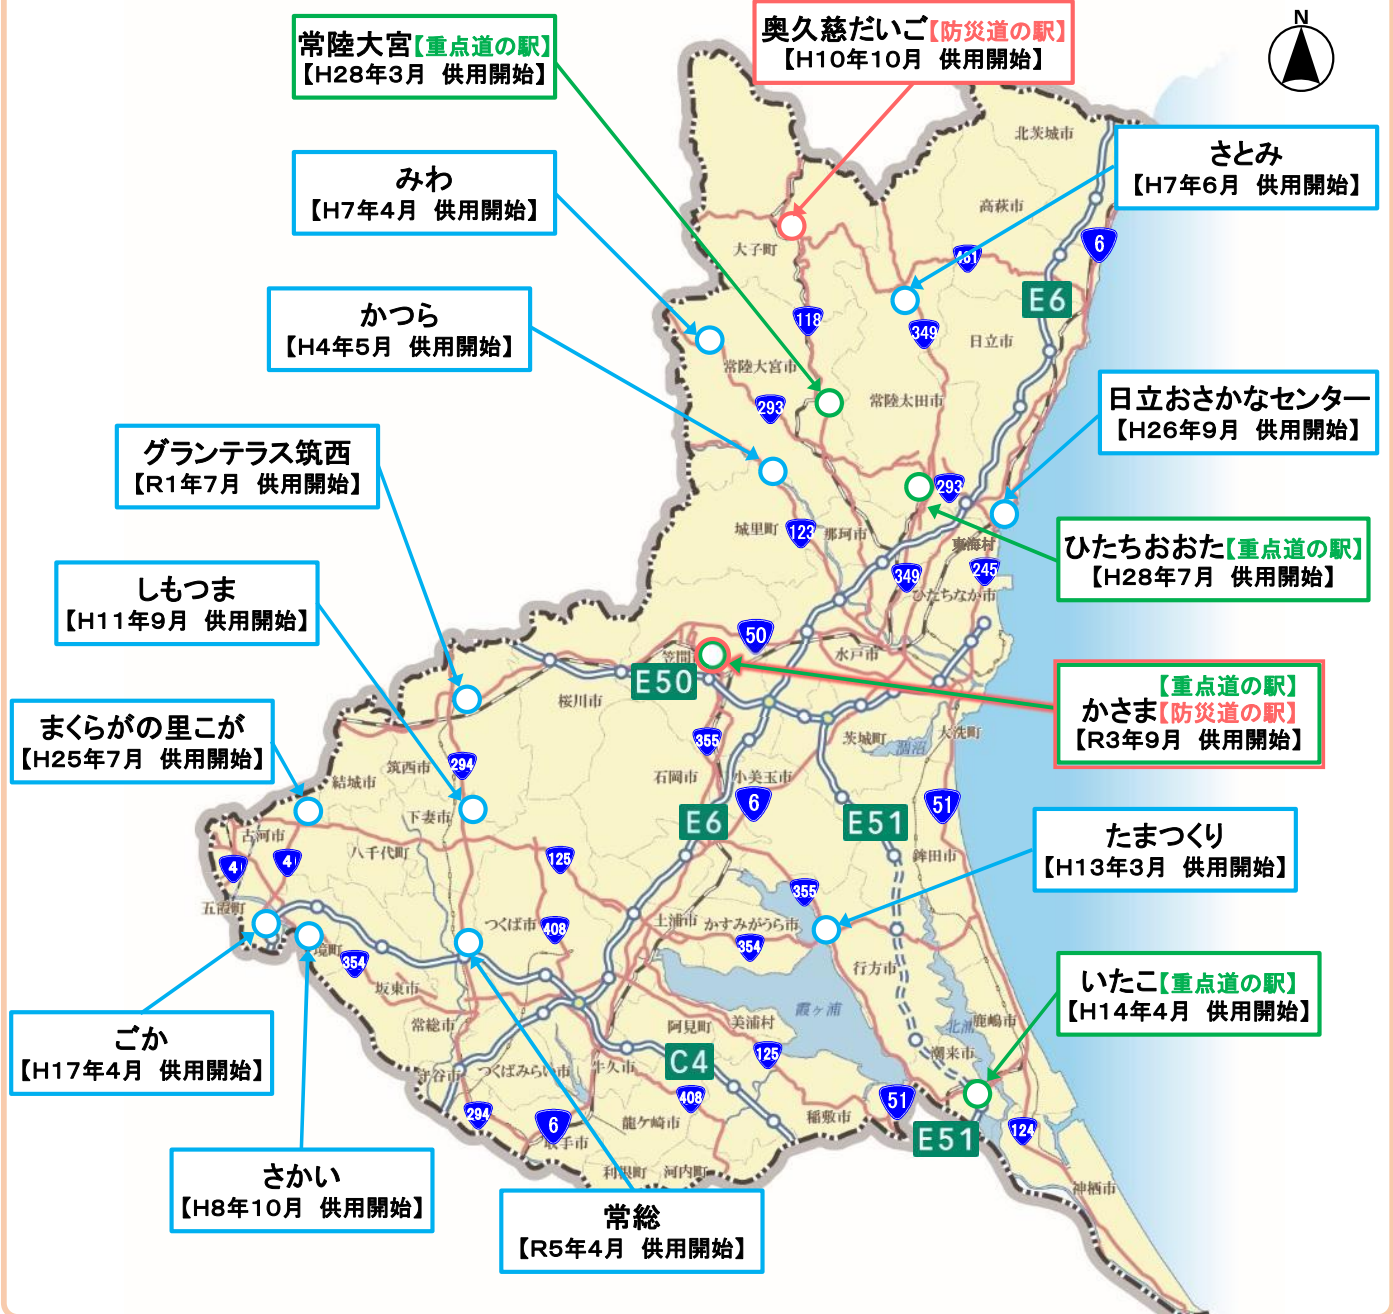 常陸大宮【重点道の駅】
【H28年3月 供用開始】
奥久慈だいご【防災道の駅】
【H10年10月 供用開始】
N
みわ
【H7年4月 供用開始】
さとみ
【H7年6月 供用開始】
かつら
【H4年5月 供用開始】
日立おさかなセンター
【H26年9月 供用開始】
グランテラス筑西
【R1年7月 供用開始】
ひたちおおた【重点道の駅】
【H28年7月 供用開始】
しもつま
【H11年9月 供用開始】
【重点道の駅】
かさま【防災道の駅】
【R3年9月 供用開始】
まくらがの里こが
【H25年7月 供用開始】
たまつくり
【H13年3月 供用開始】
いたこ【重点道の駅】
【H14年4月 供用開始】
ごか
【H17年4月 供用開始】
さかい
【H8年10月 供用開始】
常総
【R5年4月 供用開始】
北茨城市
高萩市
6
大子町
461
E6
118
349
日立市
常陸大宮市
293
常陸太田市
293
城里町
123
那珂市
東海村
349
245
ひたちなか市
50
笠間
水戸市
E50
桜川市
355
茨城町
涸沼
大洗町
294
筑西市
結城市
石岡市
小美玉市
6
51
E6
E51
下妻市
古河市
4
4
八千代町
125
鉾田市
355
五霞町
つくば市
408
土浦市
かすみがうら市
354
境町
354
坂東市
行方市
霞ヶ浦
常総市
阿見町
美浦村
北浦
鹿嶋市
潮来市
C4
125
守谷市
つくばみらい市
牛久市
408
294
6
龍ケ崎市
稲敷市
51
E51
124
取手市
利根町
河内町
神栖市